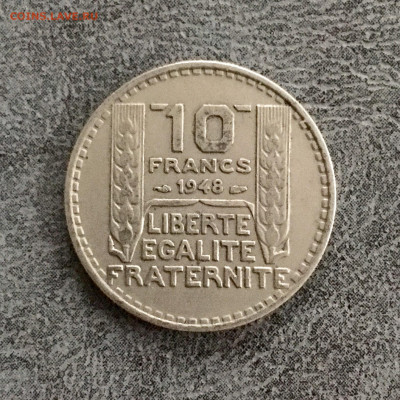 10
FRANCS
1948
LIBERTE
EGALITE
FRATERNITE